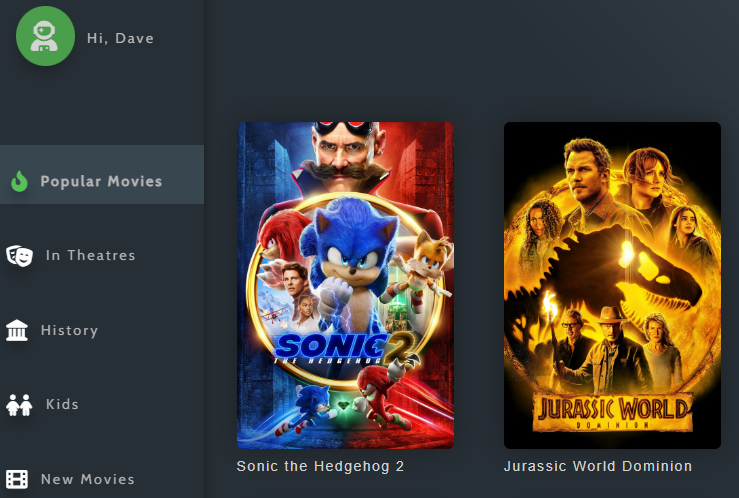 Hi, Dave
Popular Movies
In Theatres
History
Kids
New Movies
SONIC 2
THE HEDGEHOG
Sonic the Hedgehog 2
JURASSIC WORLD
DOMINION
Jurassic World Dominion